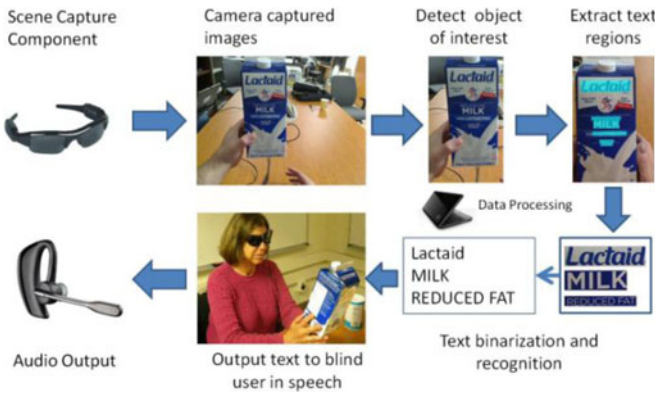 Scene Capture
Component
Camera captured
images
Detect object
of interest
Extract text
regions
Lactaid
MILK
Lactaid
MILK
Lactaid
MILK
Data Processing
Lactaid
MILK
REDUCED FAT
Lactaid
MILK
REDUCED FAT
Audio Output
Output text to blind
user in speech
Text binarization and
recognition